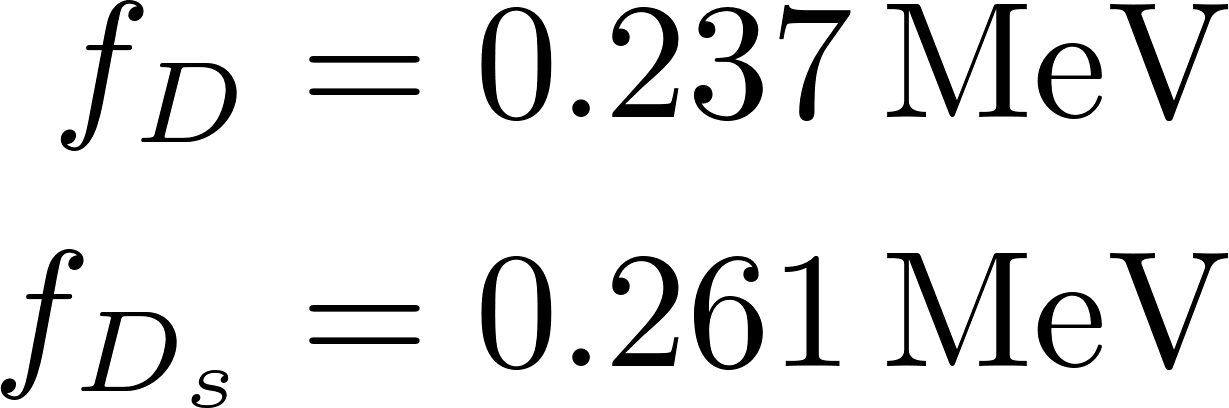 f_D = 0.237 MeV
f_{D_s} = 0.261 MeV